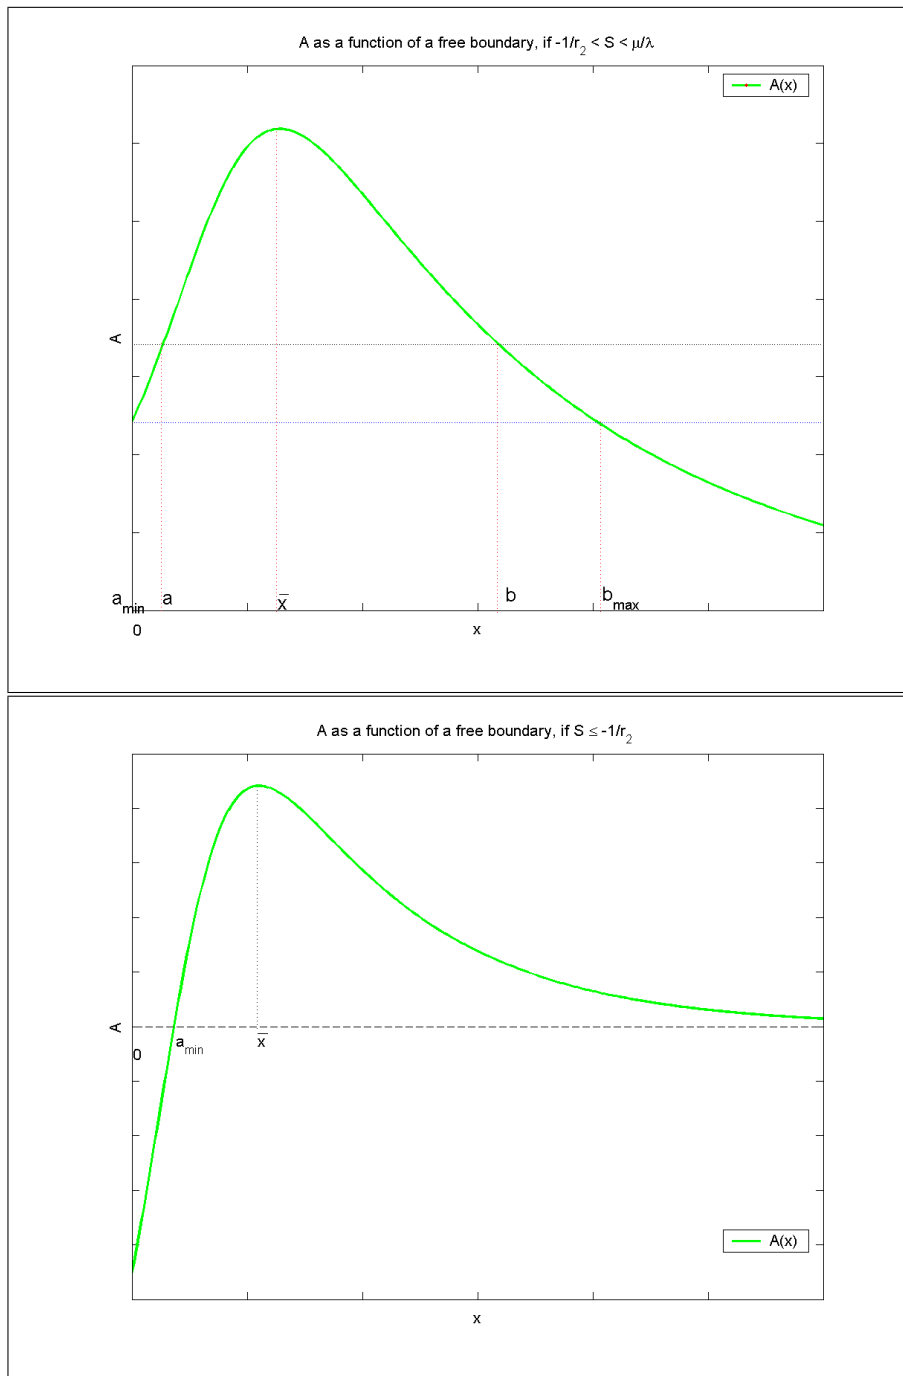 A as a function of a free boundary, if -1/r₂ < S < μ/λ
A(x)
A
a_min a x̄ b b_max
0 x
A as a function of a free boundary, if S ≤ -1/r₂
A
0 a_min x̄
A(x)
x